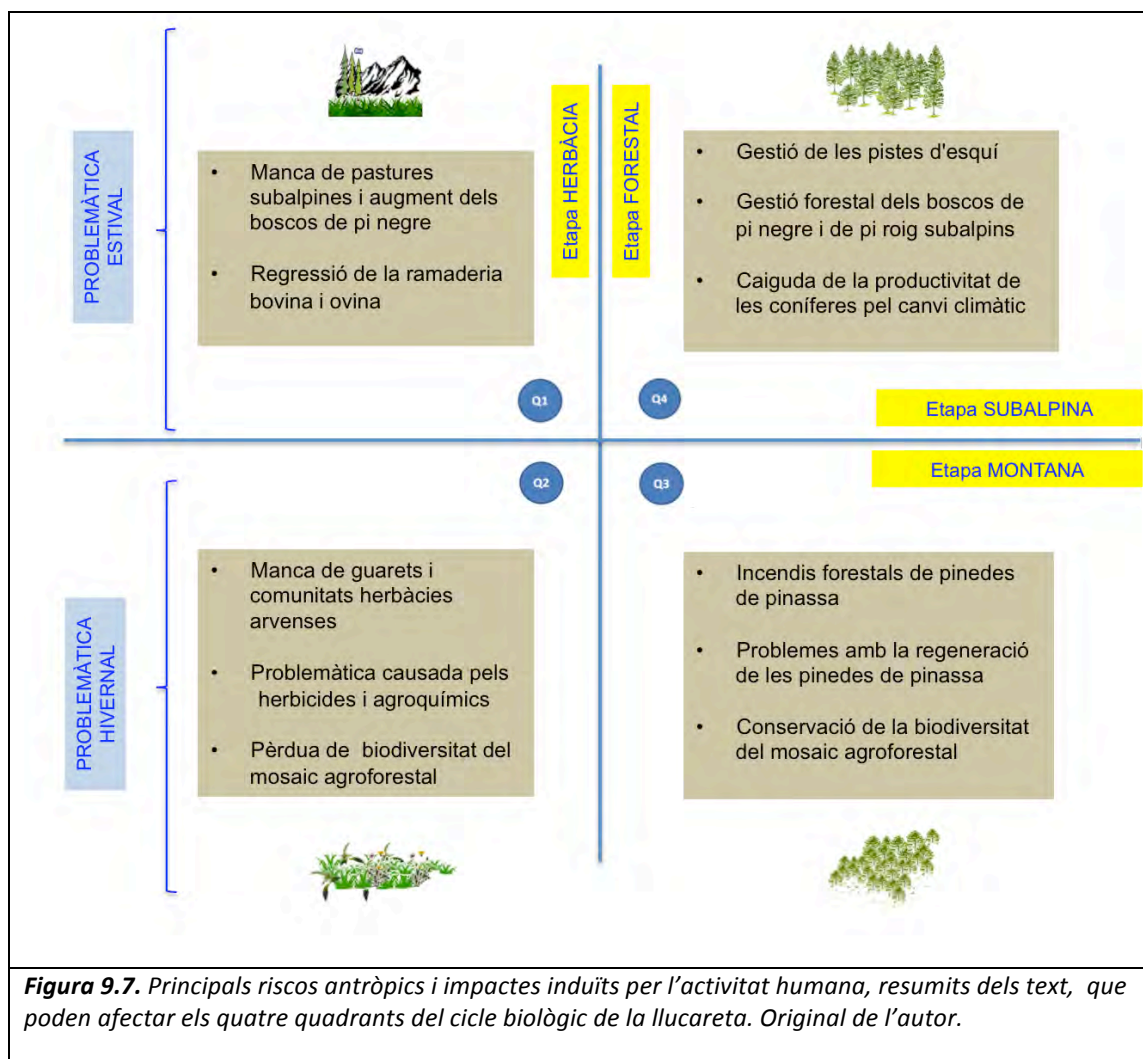 PROBLEMÀTICA
ESTIVAL
• Manca de pastures
subalpines i augment dels
boscos de pi negre
• Regressió de la ramaderia
bovina i ovina
Etapa HERBÀCIA
Etapa FORESTAL
• Gestió de les pistes d'esquí
• Gestió forestal dels boscos de
pi negre i de pi roig subalpins
• Caiguda de la productivitat de
les coníferes pel canvi climàtic
Q1
Q4
Etapa SUBALPINA
Etapa MONTANA
Q2
Q3
PROBLEMÀTICA
HIVERNAL
• Manca de guarets i
comunitats herbàcies
arvenses
• Problemàtica causada pels
herbicides i agroquímics
• Pèrdua de biodiversitat del
mosaic agroforestal
• Incendis forestals de pinedes
de pinassa
• Problemes amb la regeneració
de les pinedes de pinassa
• Conservació de la biodiversitat
del mosaic agroforestal
Figura 9.7. Principals riscos antròpics i impactes induïts per l’activitat humana, resumits dels text, que
poden afectar els quatre quadrants del cicle biològic de la llucareta. Original de l’autor.